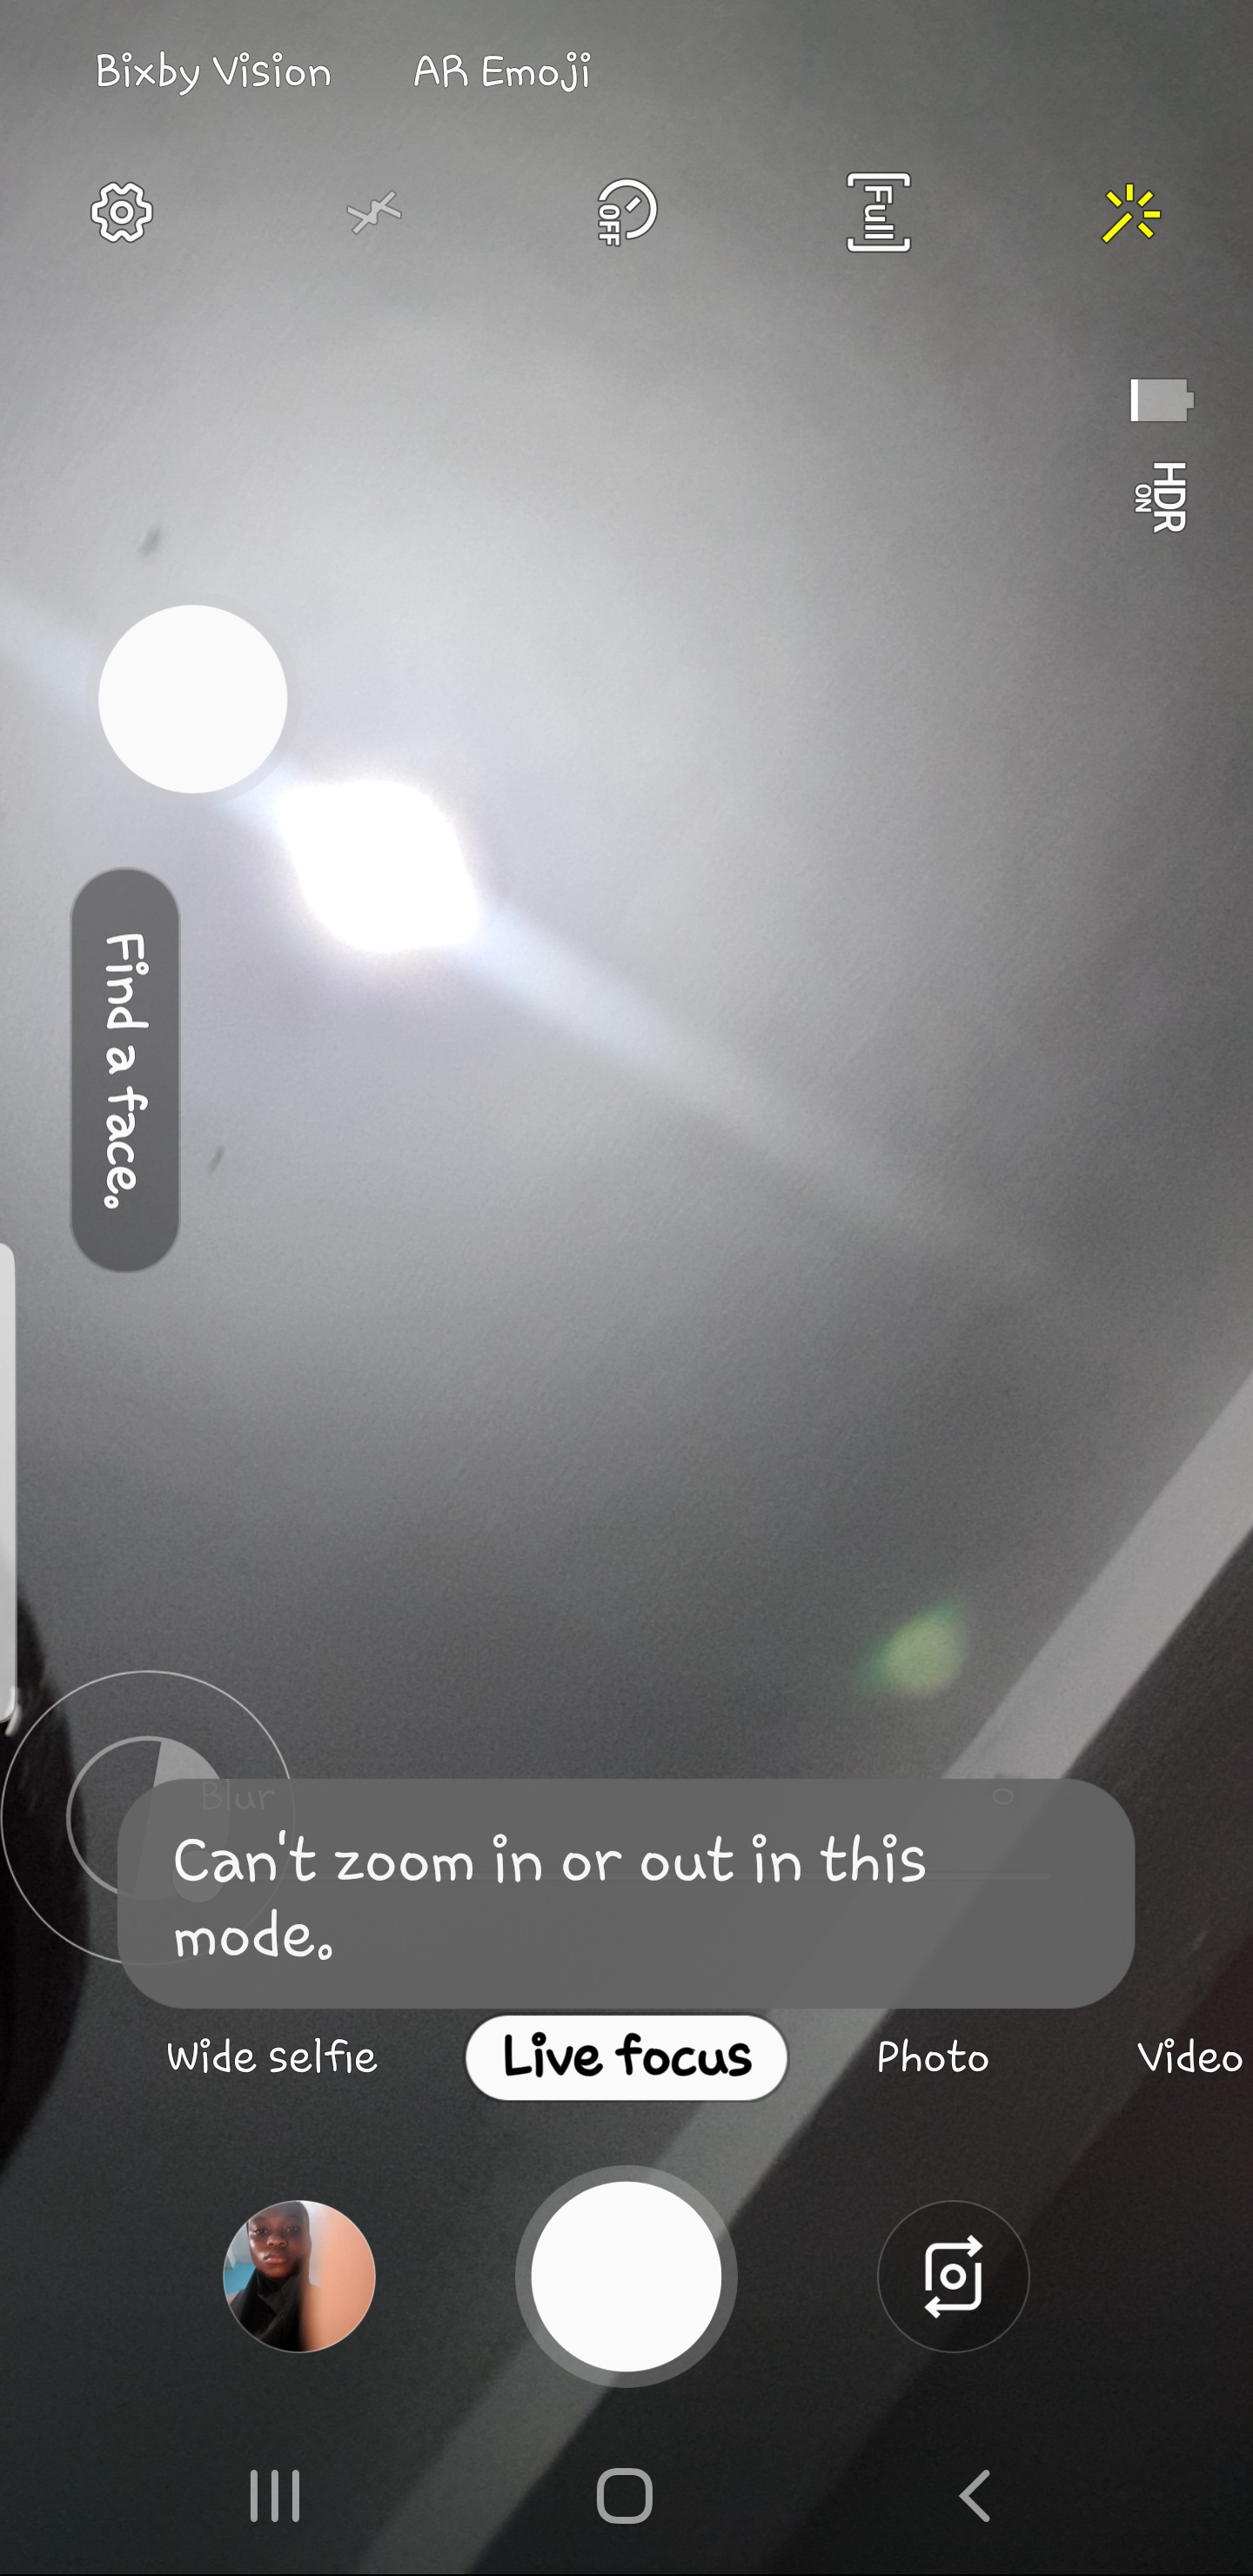 Bixby Vision AR Emoji
OFF
Full
HDR
ON
Find a face.
Blur
Can't zoom in or out in this
mode.
Wide selfie Live focus Photo Video